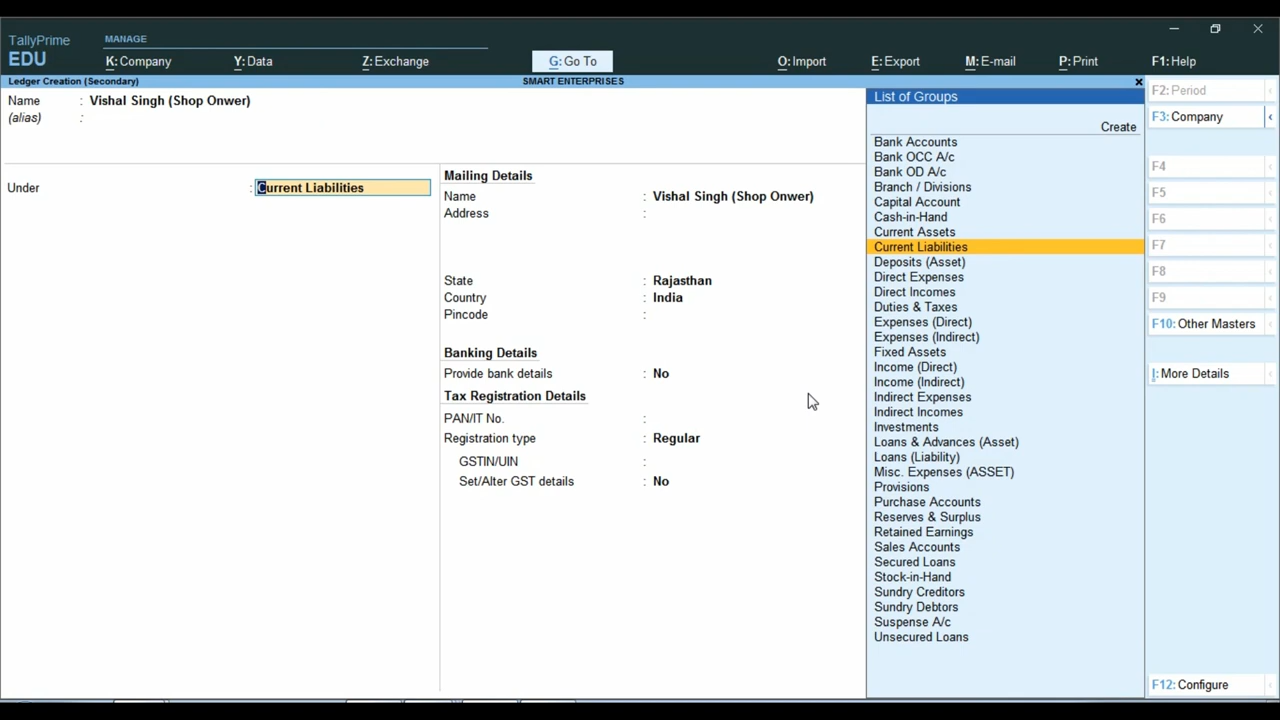 TallyPrime
EDU
MANAGE
K: Company
Y: Data
Z: Exchange
G: Go To
O: Import
E: Export
M: E-mail
P: Print
F1: Help
Ledger Creation (Secondary)
SMART ENTERPRISES
Name : Vishal Singh (Shop Onwer)
(alias) :
Under : Current Liabilities
Mailing Details
Name : Vishal Singh (Shop Onwer)
Address :
State : Rajasthan
Country : India
Pincode :
Banking Details
Provide bank details : No
Tax Registration Details
PAN/IT No. :
Registration type : Regular
GSTIN/UIN :
Set/Alter GST details : No
List of Groups
Create
Bank Accounts
Bank OCC A/c
Bank OD A/c
Branch / Divisions
Capital Account
Cash-in-Hand
Current Assets
Current Liabilities
Deposits (Asset)
Direct Expenses
Direct Incomes
Duties & Taxes
Expenses (Direct)
Expenses (Indirect)
Fixed Assets
Income (Direct)
Income (Indirect)
Indirect Expenses
Indirect Incomes
Investments
Loans & Advances (Asset)
Loans (Liability)
Misc. Expenses (ASSET)
Provisions
Purchase Accounts
Reserves & Surplus
Retained Earnings
Sales Accounts
Secured Loans
Stock-in-Hand
Sundry Creditors
Sundry Debtors
Suspense A/c
Unsecured Loans
F2: Period
F3: Company
F4
F5
F6
F7
F8
F9
F10: Other Masters
I: More Details
F12: Configure